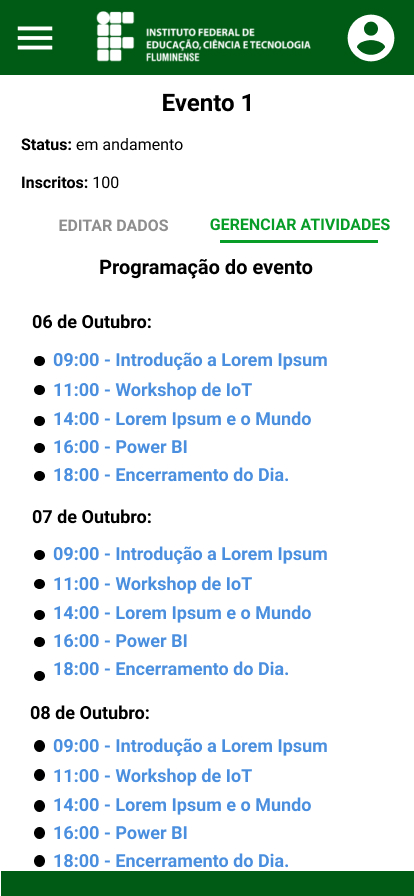 INSTITUTO FEDERAL DE
EDUCAÇÃO, CIÊNCIA E TECNOLOGIA
FLUMINENSE
Evento 1
Status: em andamento
Inscritos: 100
EDITAR DADOS GERENCIAR ATIVIDADES
Programação do evento
06 de Outubro:
09:00 - Introdução a Lorem Ipsum
11:00 - Workshop de IoT
14:00 - Lorem Ipsum e o Mundo
16:00 - Power BI
18:00 - Encerramento do Dia.
07 de Outubro:
09:00 - Introdução a Lorem Ipsum
11:00 - Workshop de IoT
14:00 - Lorem Ipsum e o Mundo
16:00 - Power BI
18:00 - Encerramento do Dia.
08 de Outubro:
09:00 - Introdução a Lorem Ipsum
11:00 - Workshop de IoT
14:00 - Lorem Ipsum e o Mundo
16:00 - Power BI
18:00 - Encerramento do Dia.